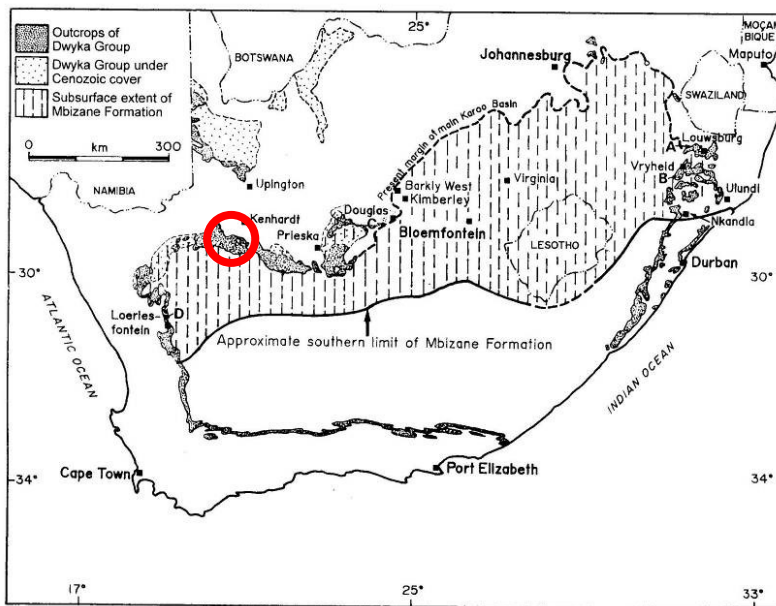 Outcrops of
Dwyka Group
Dwyka Group under
Cenozoic cover
Subsurface extent of
Mbizane Formation
0 300
km
25°
MOÇAM
BIQUE
Maputo
BOTSWANA
Johannesburg
SWAZILAND
Present margin of main Karoo Basin
A
Louwsburg
NAMIBIA
Upington
Vryheid
B
Virginia
Barkly West
Kimberley
Ulundi
Kenhardt
Douglas
C
Prieska
Bloemfontein
Nkandla
LESOTHO
30°
30°
Durban
Loeries-
fontein
D
Approximate southern limit of Mbizane Formation
ATLANTIC OCEAN
INDIAN OCEAN
34°
Cape Town
Port Elizabeth
34°
17°
25°
33°